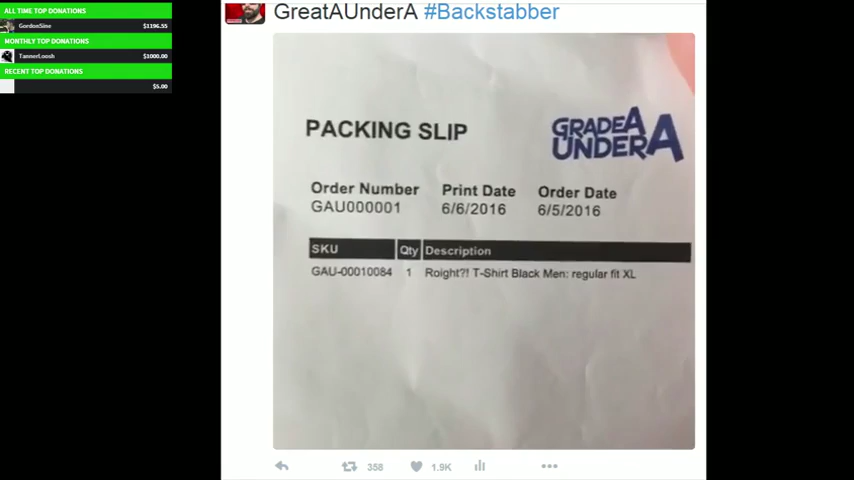 ALL TIME TOP DONATIONS
GordonSine $1196.55
MONTHLY TOP DONATIONS
TannerLoosh $1000.00
RECENT TOP DONATIONS
$5.00
GreatAUnderA #Backstabber
PACKING SLIP
GRADEA UNDERA
Order Number Print Date Order Date
GAU000001 6/6/2016 6/5/2016
SKU Qty Description
GAU-00010084 1 Roight?! T-Shirt Black Men: regular fit XL
358 1.9K